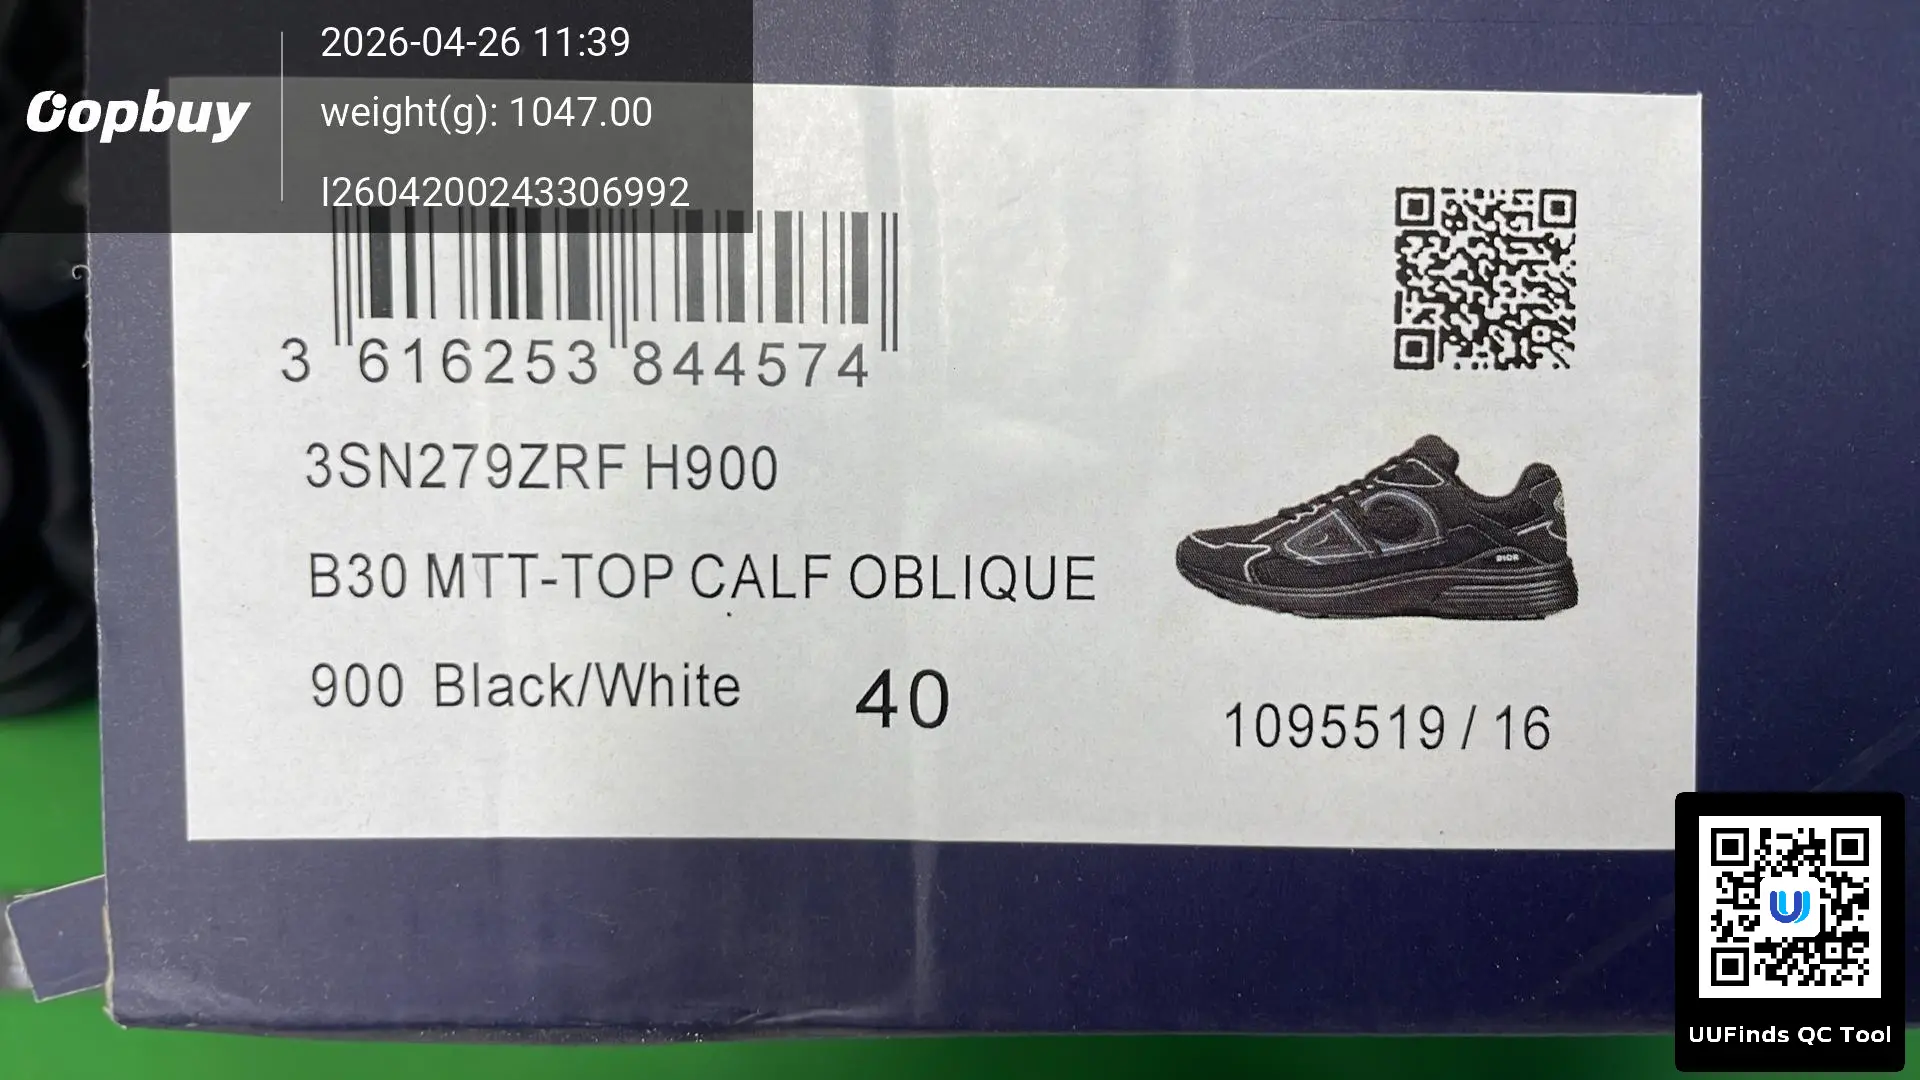 Oopbuy
2026-04-26 11:39
weight(g): 1047.00
I2604200243306992
3 616253 844574
3SN279ZRF H900
B30 MTT-TOP CALF OBLIQUE
900 Black/White
40
DIOR
1095519 / 16
UUFinds QC Tool